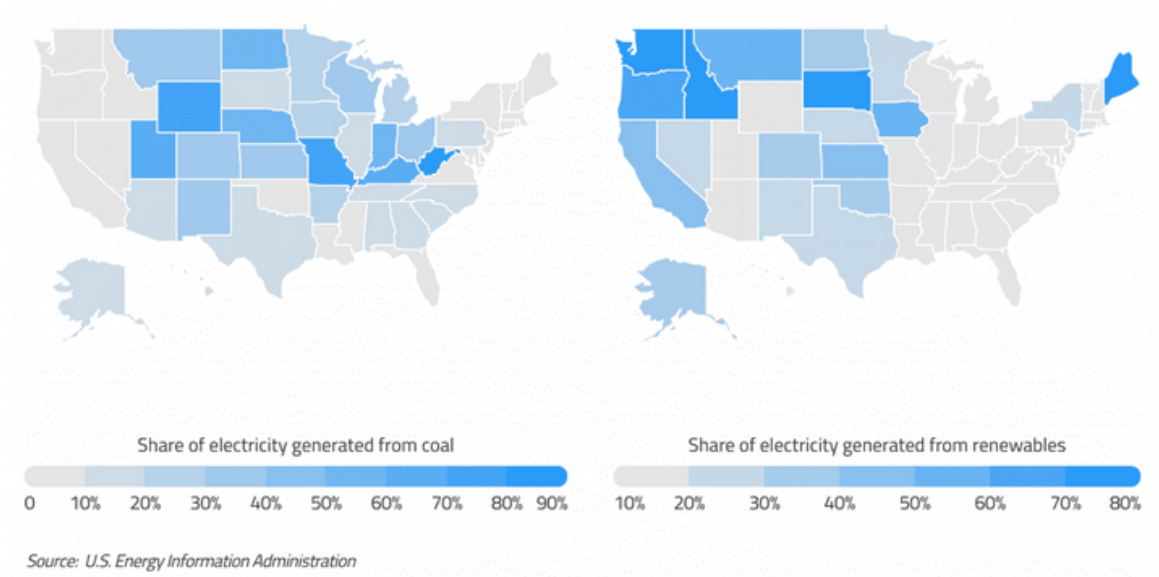 Share of electricity generated from coal
0 10% 20% 30% 40% 50% 60% 70% 80% 90%
Share of electricity generated from renewables
10% 20% 30% 40% 50% 60% 70% 80%
Source: U.S. Energy Information Administration